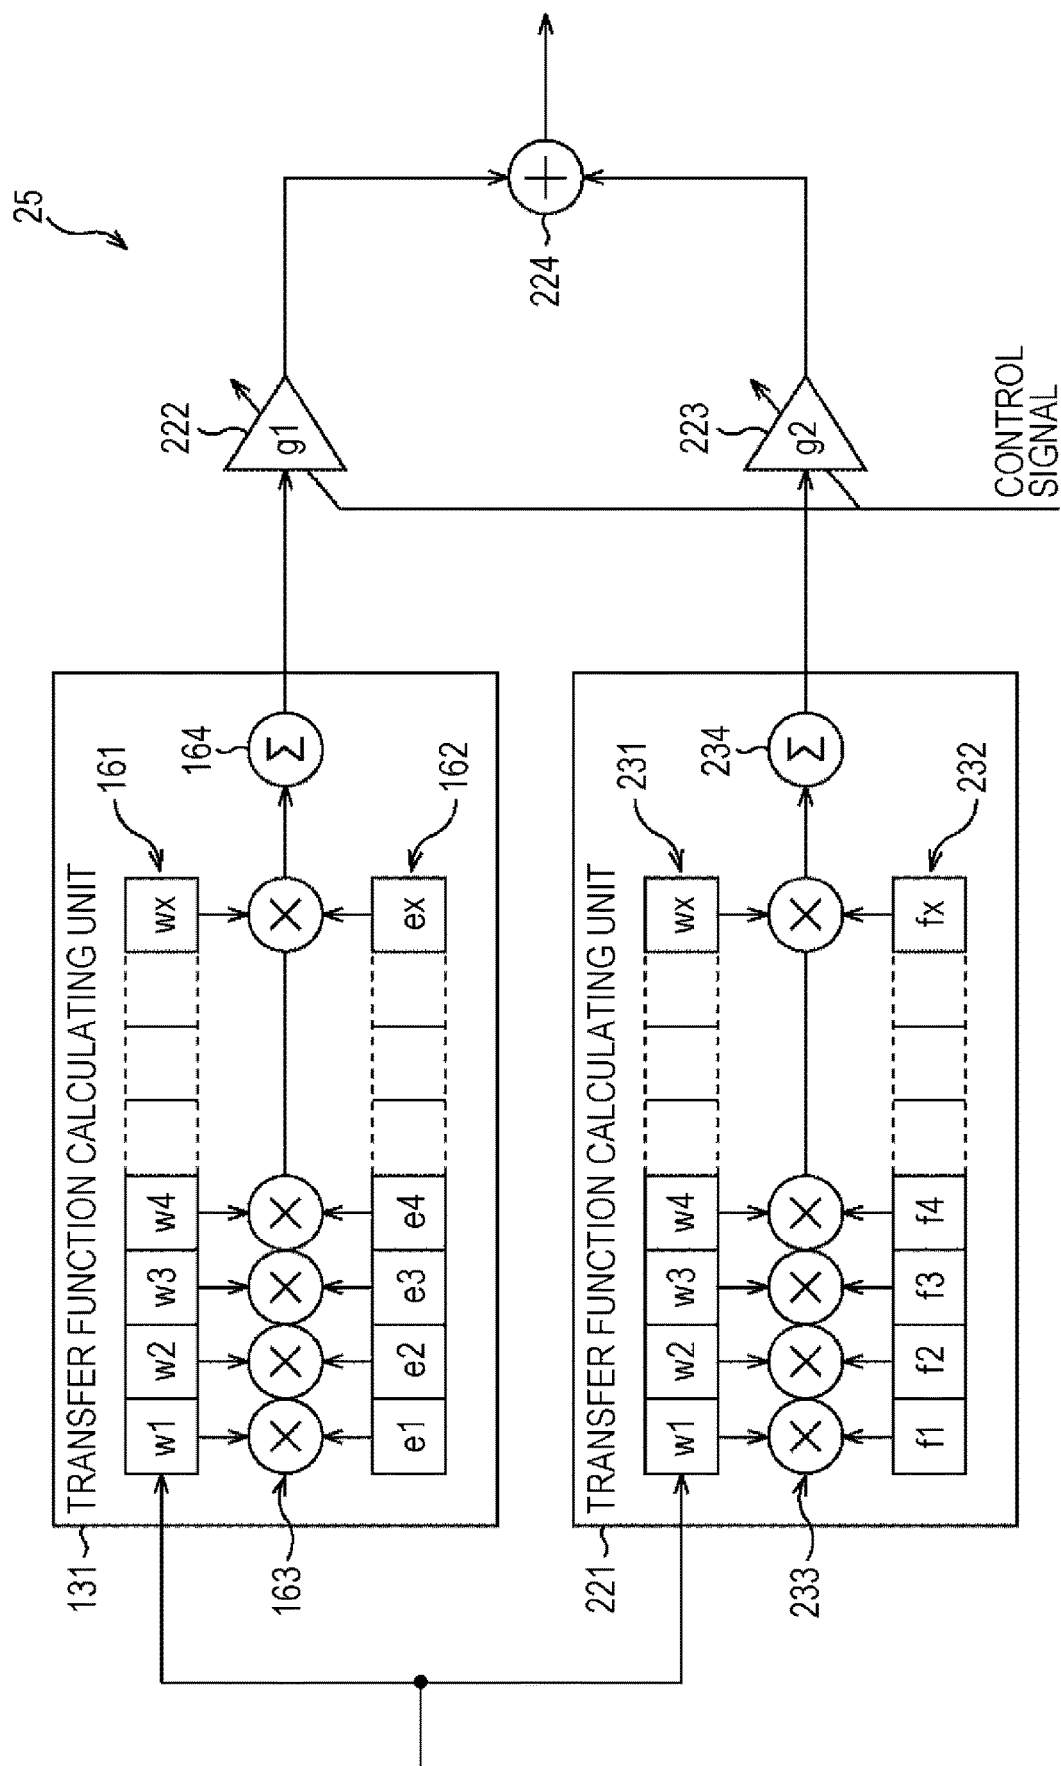 25
131
TRANSFER FUNCTION CALCULATING UNIT
161
w1 w2 w3 w4 wx
163
164
Σ
× × × × ×
e1 e2 e3 e4 ex
162
222
g1
224
+
221
TRANSFER FUNCTION CALCULATING UNIT
231
w1 w2 w3 w4 wx
233
234
Σ
× × × × ×
f1 f2 f3 f4 fx
232
223
g2
CONTROL
SIGNAL